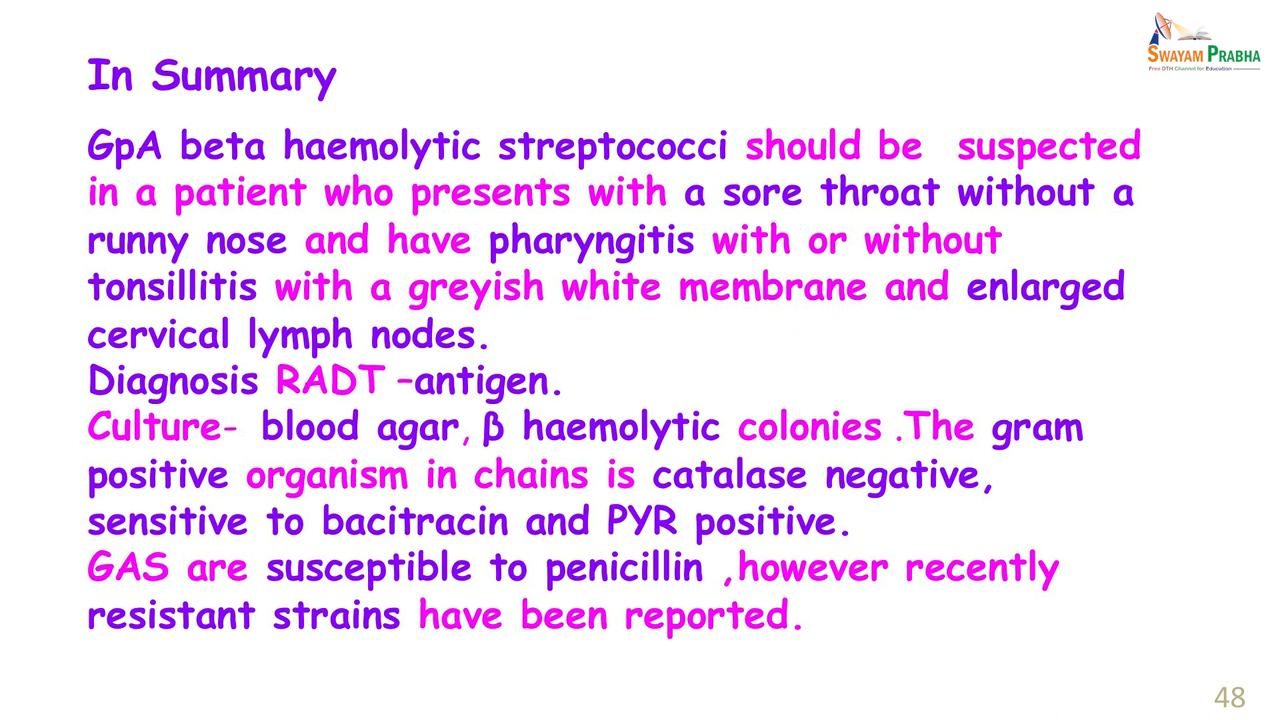 SWAYAM PRABHA
Free DTH Channel for Education
In Summary
GpA beta haemolytic streptococci should be suspected
in a patient who presents with a sore throat without a
runny nose and have pharyngitis with or without
tonsillitis with a greyish white membrane and enlarged
cervical lymph nodes.
Diagnosis RADT –antigen.
Culture- blood agar, β haemolytic colonies .The gram
positive organism in chains is catalase negative,
sensitive to bacitracin and PYR positive.
GAS are susceptible to penicillin ,however recently
resistant strains have been reported.
48